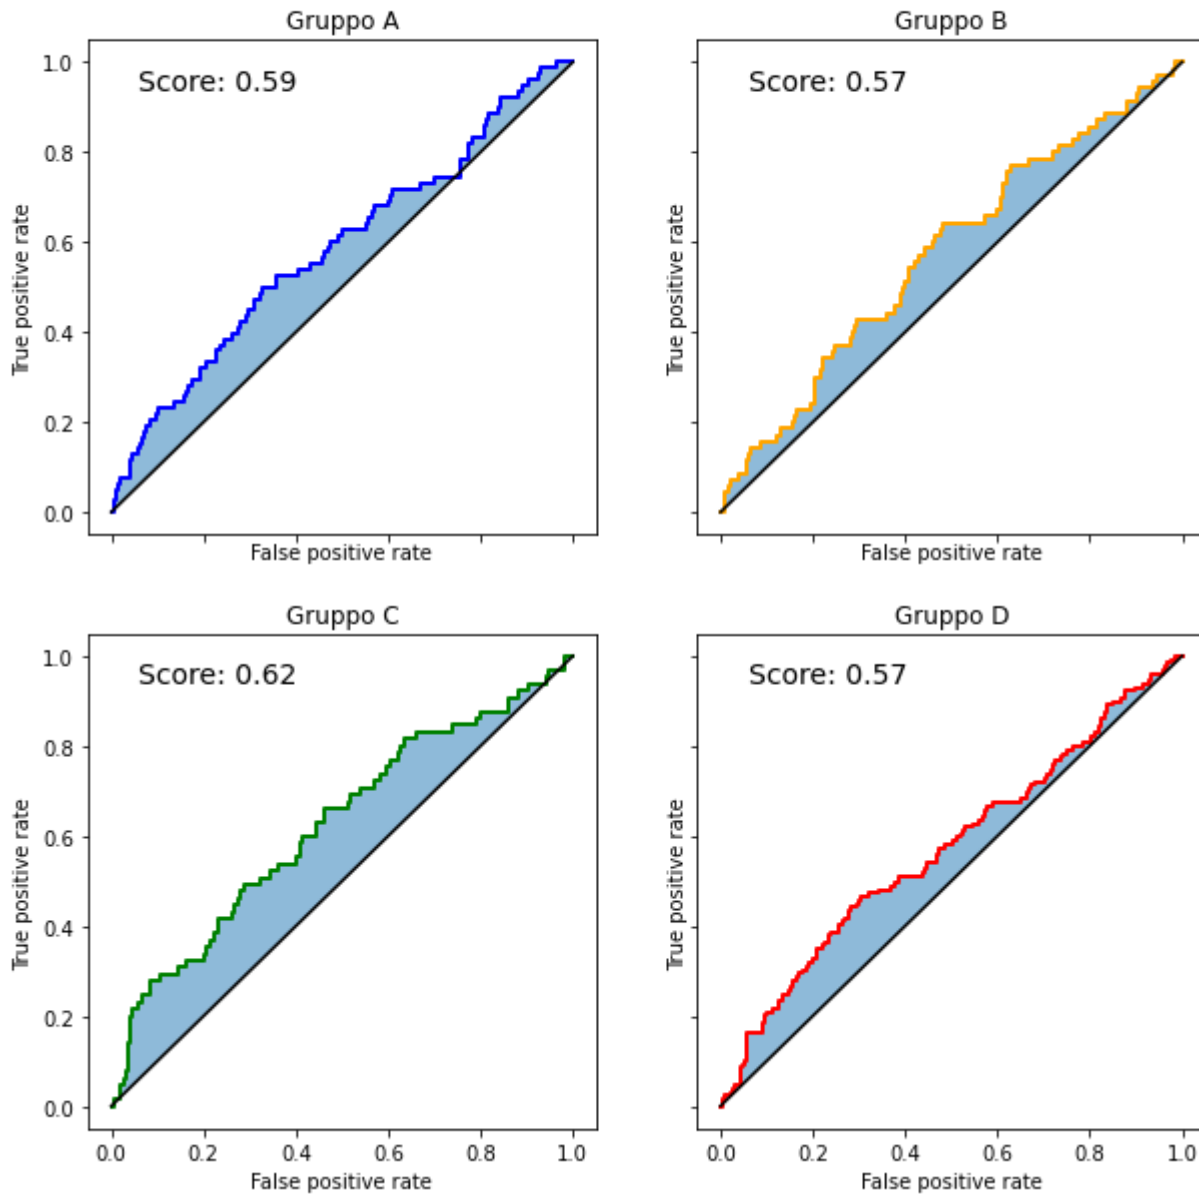 Gruppo A
Score: 0.59
True positive rate
1.0
0.8
0.6
0.4
0.2
0.0
False positive rate
Gruppo B
Score: 0.57
True positive rate
False positive rate
Gruppo C
Score: 0.62
True positive rate
1.0
0.8
0.6
0.4
0.2
0.0
0.0 0.2 0.4 0.6 0.8 1.0
False positive rate
Gruppo D
Score: 0.57
True positive rate
0.0 0.2 0.4 0.6 0.8 1.0
False positive rate